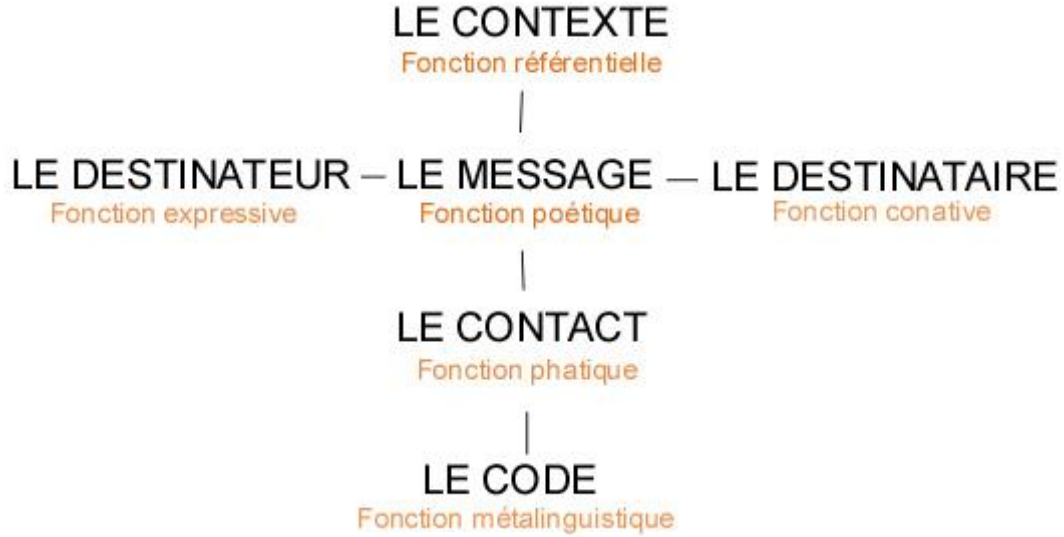 LE CONTEXTE
Fonction référentielle
LE DESTINATEUR – LE MESSAGE — LE DESTINATAIRE
Fonction expressive Fonction poétique Fonction conative
LE CONTACT
Fonction phatique
LE CODE
Fonction métalinguistique